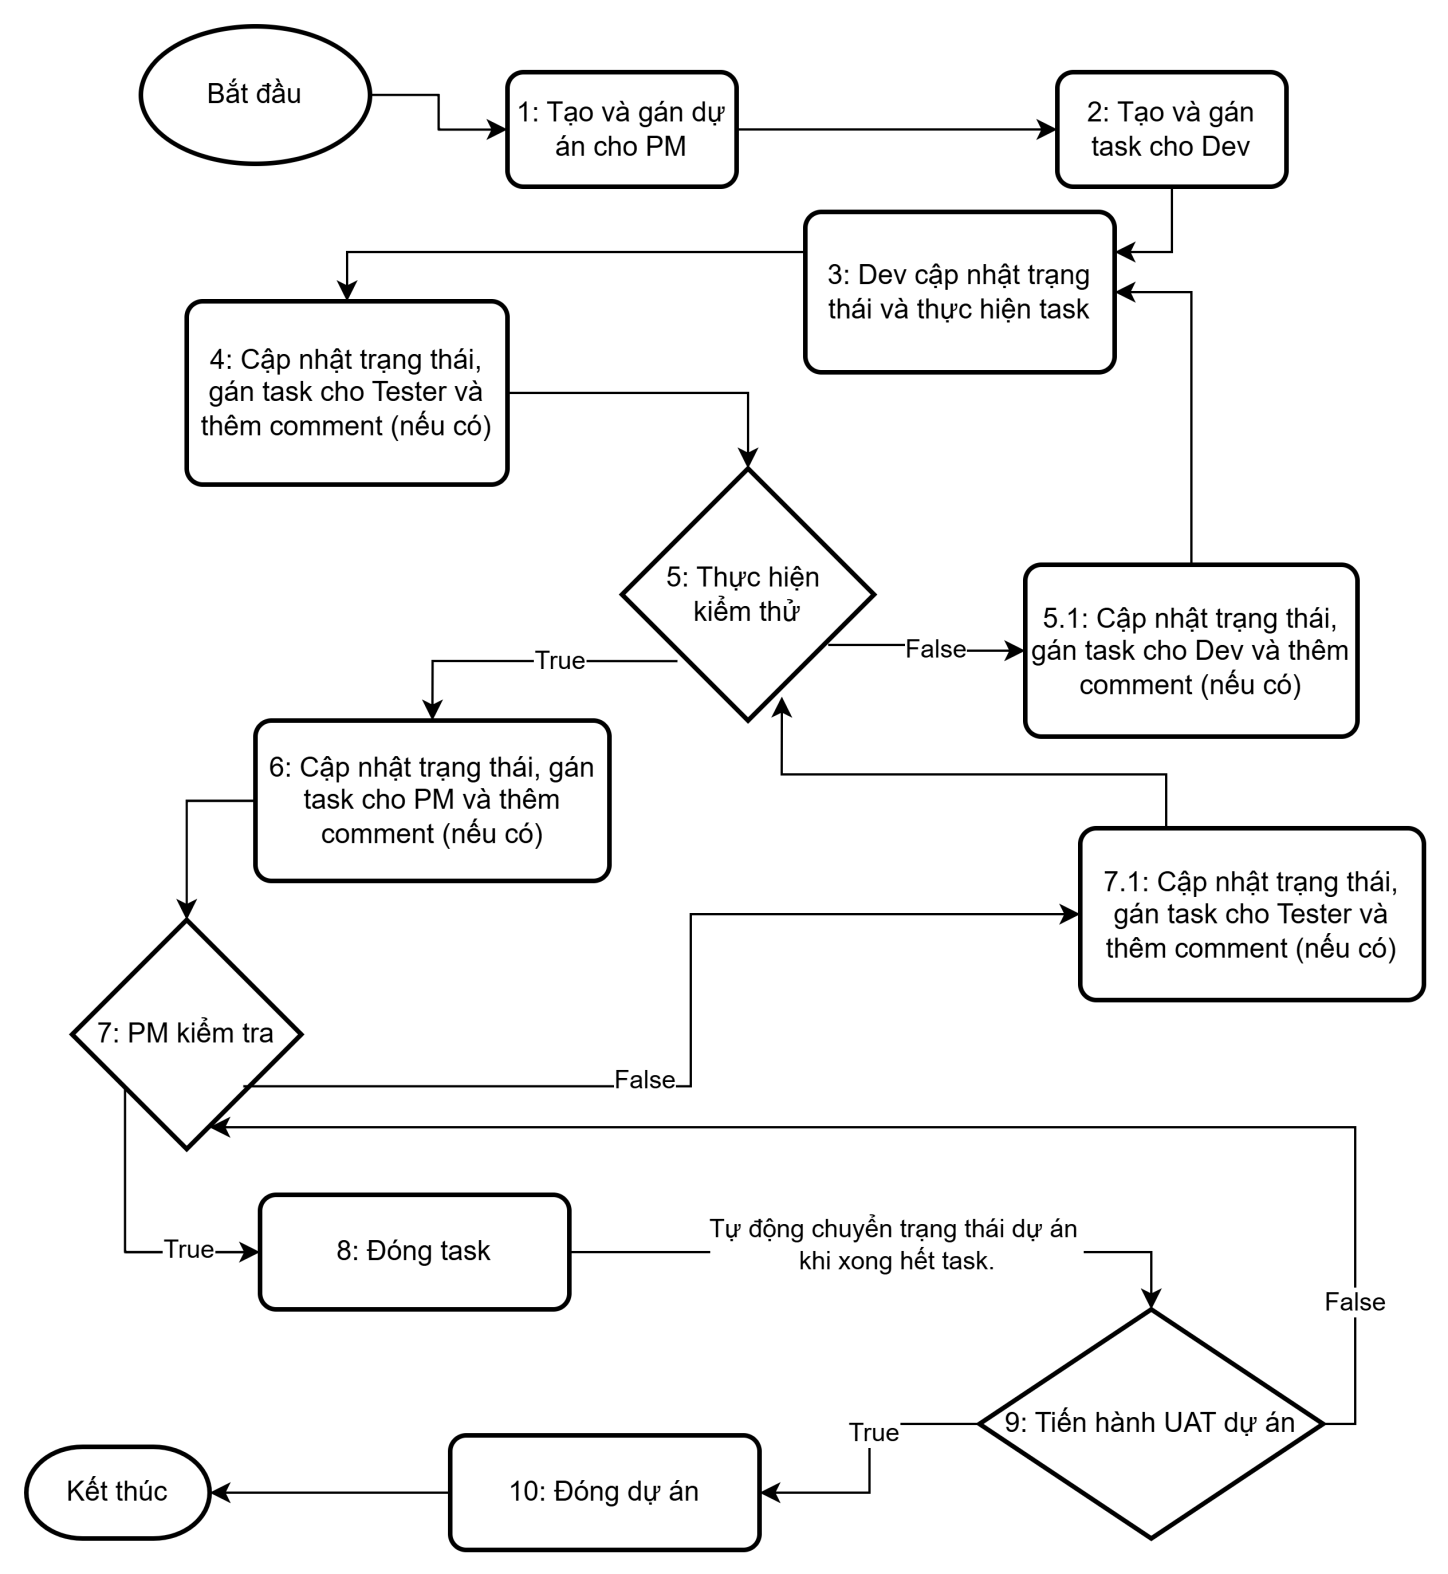 Bắt đầu
1: Tạo và gán dự
án cho PM
2: Tạo và gán
task cho Dev
3: Dev cập nhật trạng
thái và thực hiện task
4: Cập nhật trạng thái,
gán task cho Tester và
thêm comment (nếu có)
5: Thực hiện
kiểm thử
False
5.1: Cập nhật trạng thái,
gán task cho Dev và thêm
comment (nếu có)
True
6: Cập nhật trạng thái, gán
task cho PM và thêm
comment (nếu có)
7.1: Cập nhật trạng thái,
gán task cho Tester và
thêm comment (nếu có)
7: PM kiểm tra
False
True
8: Đóng task
Tự động chuyển trạng thái dự án
khi xong hết task.
False
9: Tiến hành UAT dự án
True
10: Đóng dự án
Kết thúc